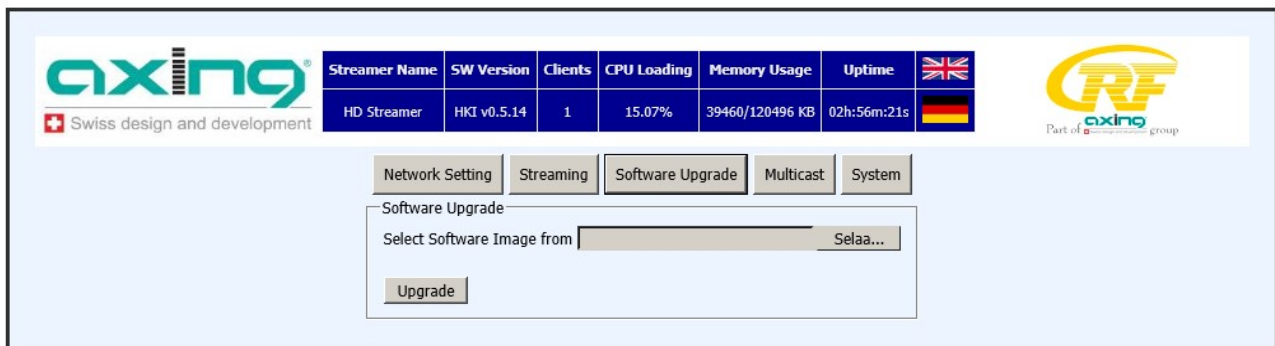 axing®
Swiss design and development
Streamer Name SW Version Clients CPU Loading Memory Usage Uptime
HD Streamer HKI v0.5.14 1 15.07% 39460/120496 KB 02h:56m:21s
CRF
Part of axing group
Network Setting Streaming Software Upgrade Multicast System
Software Upgrade
Select Software Image from Selaa...
Upgrade